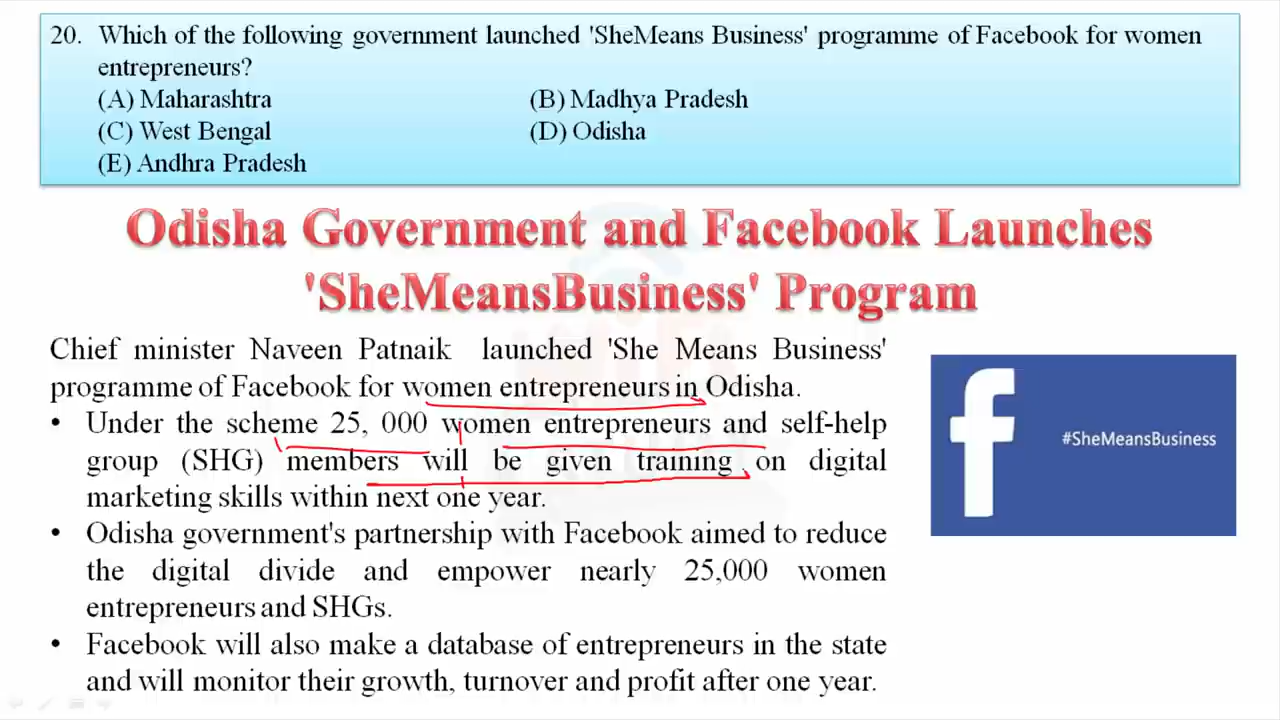 20. Which of the following government launched 'SheMeans Business' programme of Facebook for women
entrepreneurs?
(A) Maharashtra (B) Madhya Pradesh
(C) West Bengal (D) Odisha
(E) Andhra Pradesh
Odisha Government and Facebook Launches
'SheMeansBusiness' Program
Chief minister Naveen Patnaik launched 'She Means Business'
programme of Facebook for women entrepreneurs in Odisha.
• Under the scheme 25, 000 women entrepreneurs and self-help
group (SHG) members will be given training on digital
marketing skills within next one year.
• Odisha government's partnership with Facebook aimed to reduce
the digital divide and empower nearly 25,000 women
entrepreneurs and SHGs.
• Facebook will also make a database of entrepreneurs in the state
and will monitor their growth, turnover and profit after one year.
f
#SheMeansBusiness